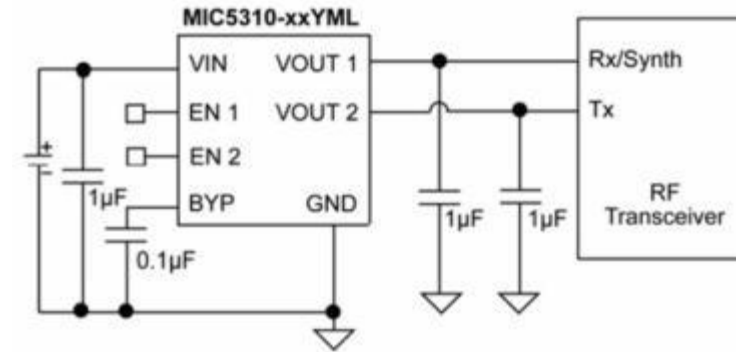 MIC5310-xxYML
VIN VOUT 1
EN 1 VOUT 2
EN 2
BYP GND
+
-
1µF
0.1µF
1µF
1µF
Rx/Synth
Tx
RF
Transceiver